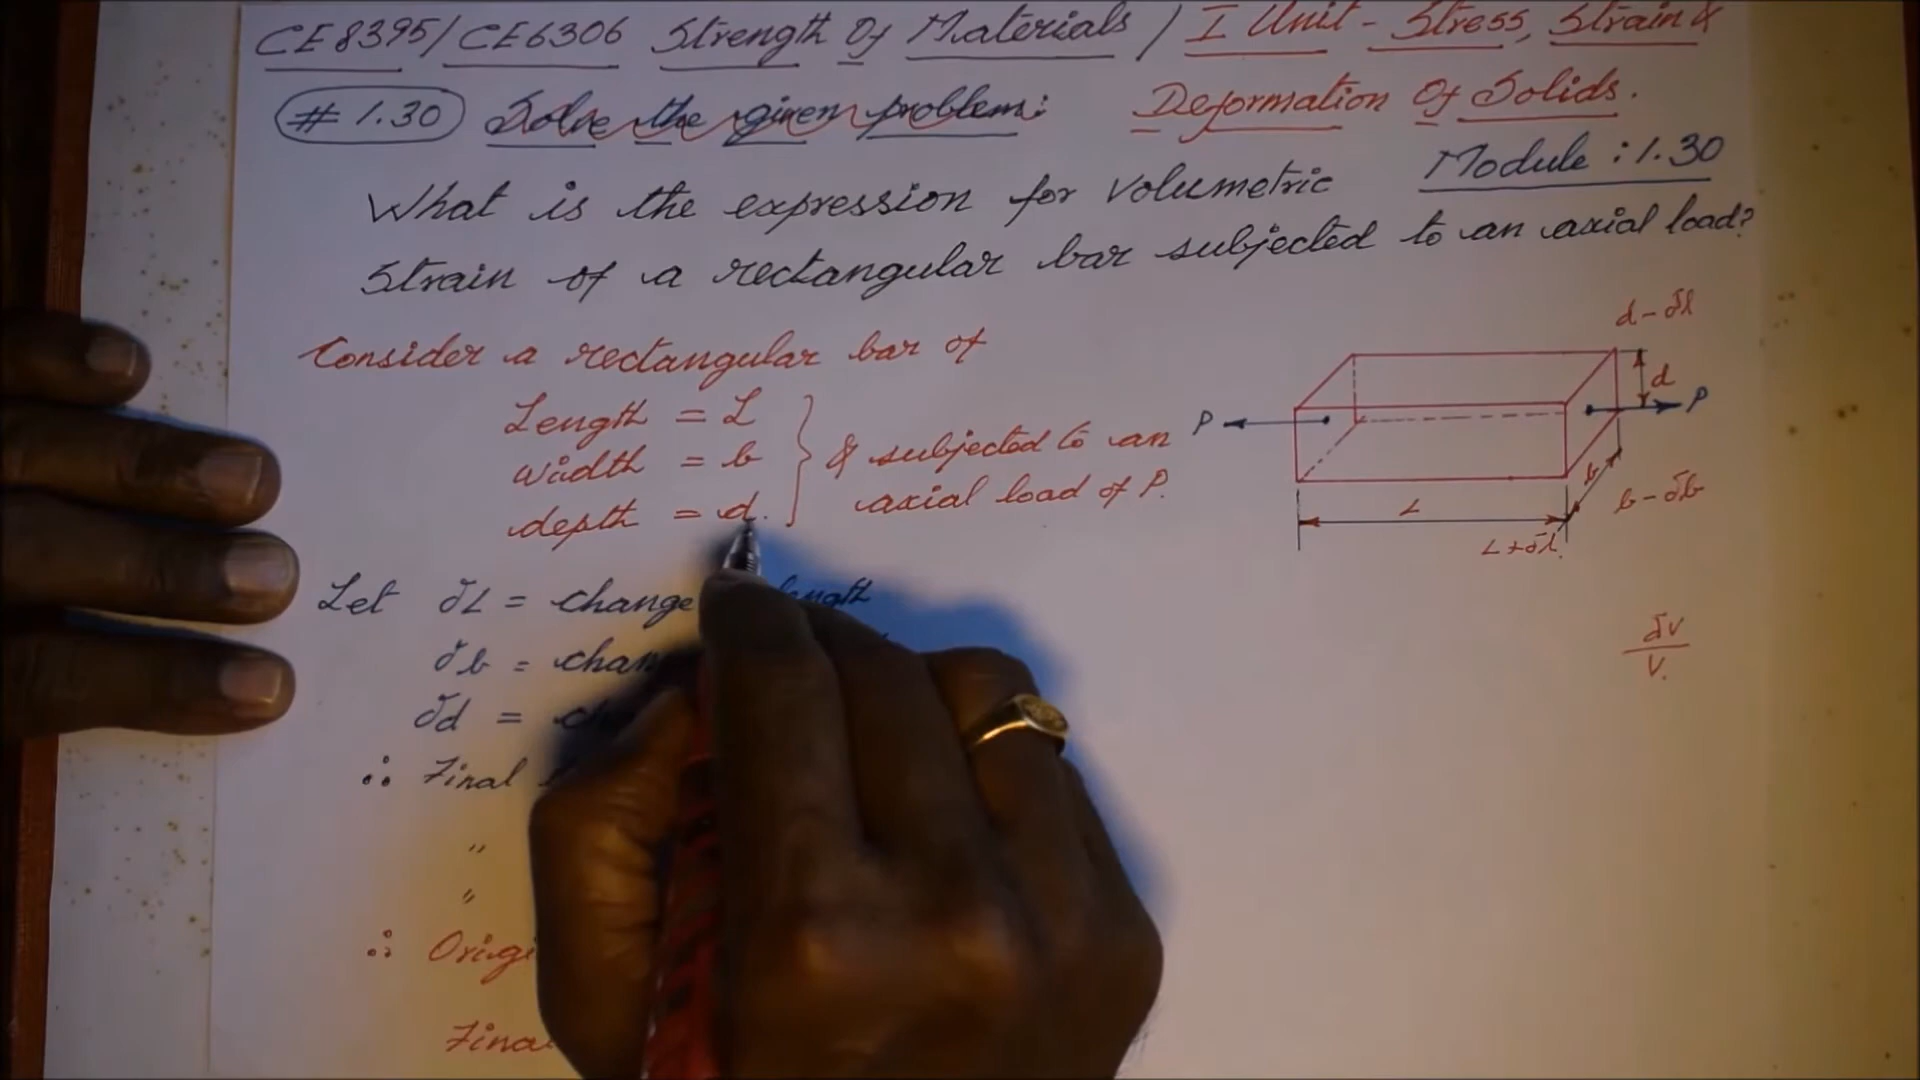 CE8395/CE6306 Strength Of Materials / I Unit - Stress, Strain &
Deformation Of Solids.
# 1.30 Solve the given problem:
Module : 1.30
What is the expression for volumetric
Strain of a rectangular bar subjected to an axial load?
Consider a rectangular bar of
Length = L
width = b
depth = d.
& subjected to an
axial load of P.
d - δd
d
P
P
b
b - δb
L
L + δl.
Let δL = change length
δb =
δd =
∴ Final
"
"
∴
δV
V.